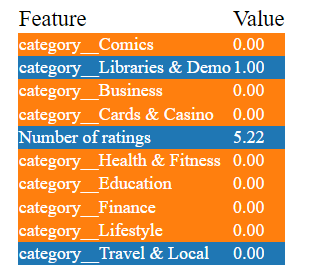 Feature Value
category__Comics 0.00
category__Libraries & Demo 1.00
category__Business 0.00
category__Cards & Casino 0.00
Number of ratings 5.22
category__Health & Fitness 0.00
category__Education 0.00
category__Finance 0.00
category__Lifestyle 0.00
category__Travel & Local 0.00